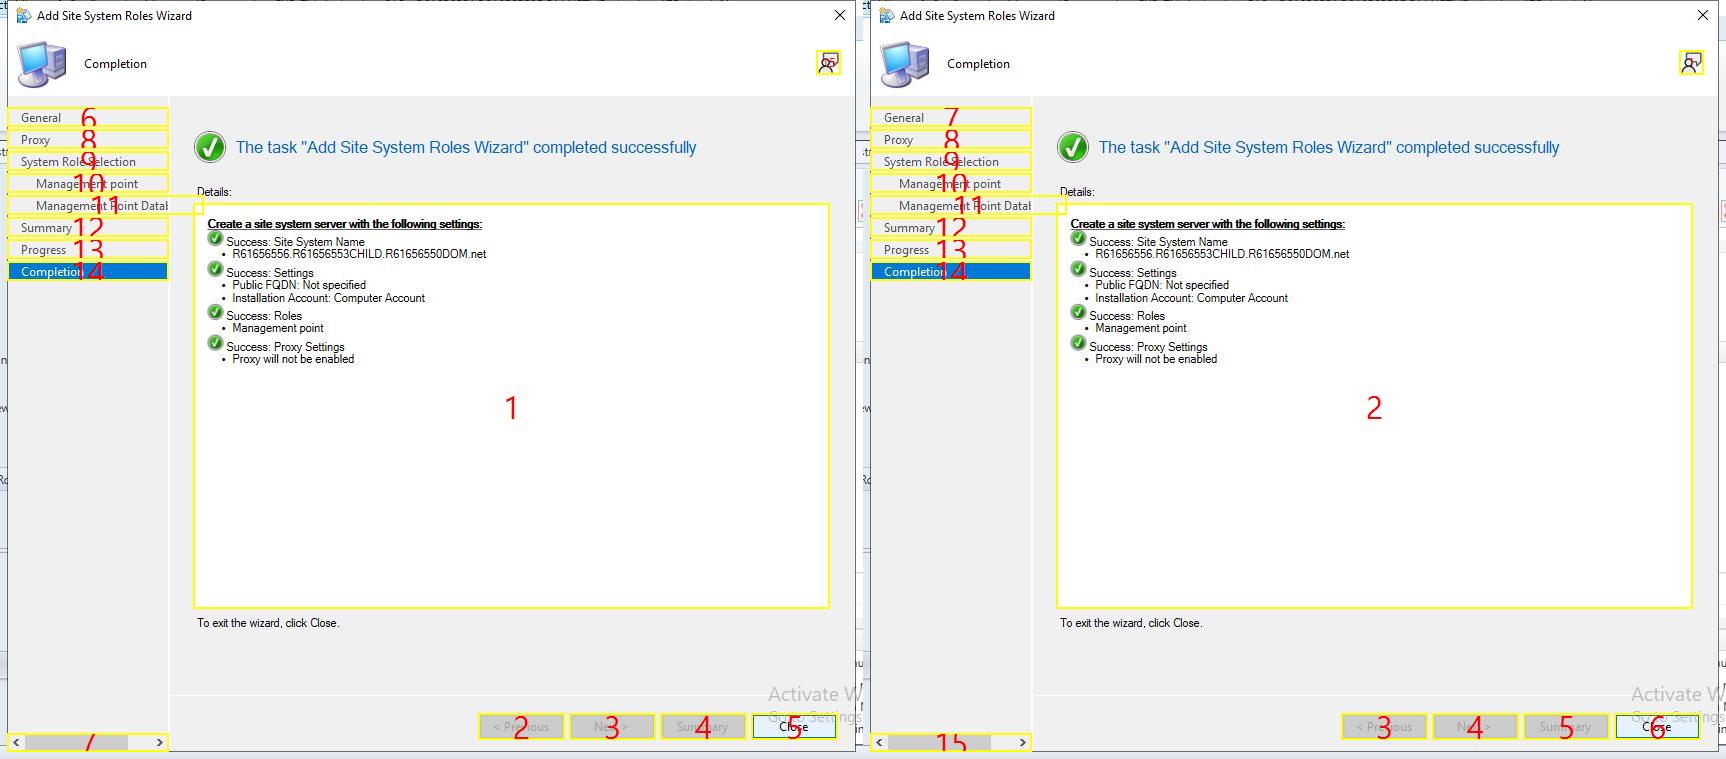 Add Site System Roles Wizard
Completion
General 6
Proxy 8
System Role Selection 9
Management point 10
Management Point Datab 11
Summary 12
Progress 13
Completion 14
The task "Add Site System Roles Wizard" completed successfully
Details:
Create a site system server with the following settings:
Success: Site System Name
• R61656556.R61656553CHILD.R61656550DOM.net
Success: Settings
• Public FQDN: Not specified
• Installation Account: Computer Account
Success: Roles
• Management point
Success: Proxy Settings
• Proxy will not be enabled
1
To exit the wizard, click Close.
Activate W
Go to Settings
< Previous 2
Next > 3
Summary 4
Close 5
7
Add Site System Roles Wizard
Completion
General 7
Proxy 8
System Role Selection 9
Management point 10
Management Point Datab 11
Summary 12
Progress 13
Completion 14
The task "Add Site System Roles Wizard" completed successfully
Details:
Create a site system server with the following settings:
Success: Site System Name
• R61656556.R61656553CHILD.R61656550DOM.net
Success: Settings
• Public FQDN: Not specified
• Installation Account: Computer Account
Success: Roles
• Management point
Success: Proxy Settings
• Proxy will not be enabled
2
To exit the wizard, click Close.
Activate W
Go to Settings
< Previous 3
Next > 4
Summary 5
Close 6
15